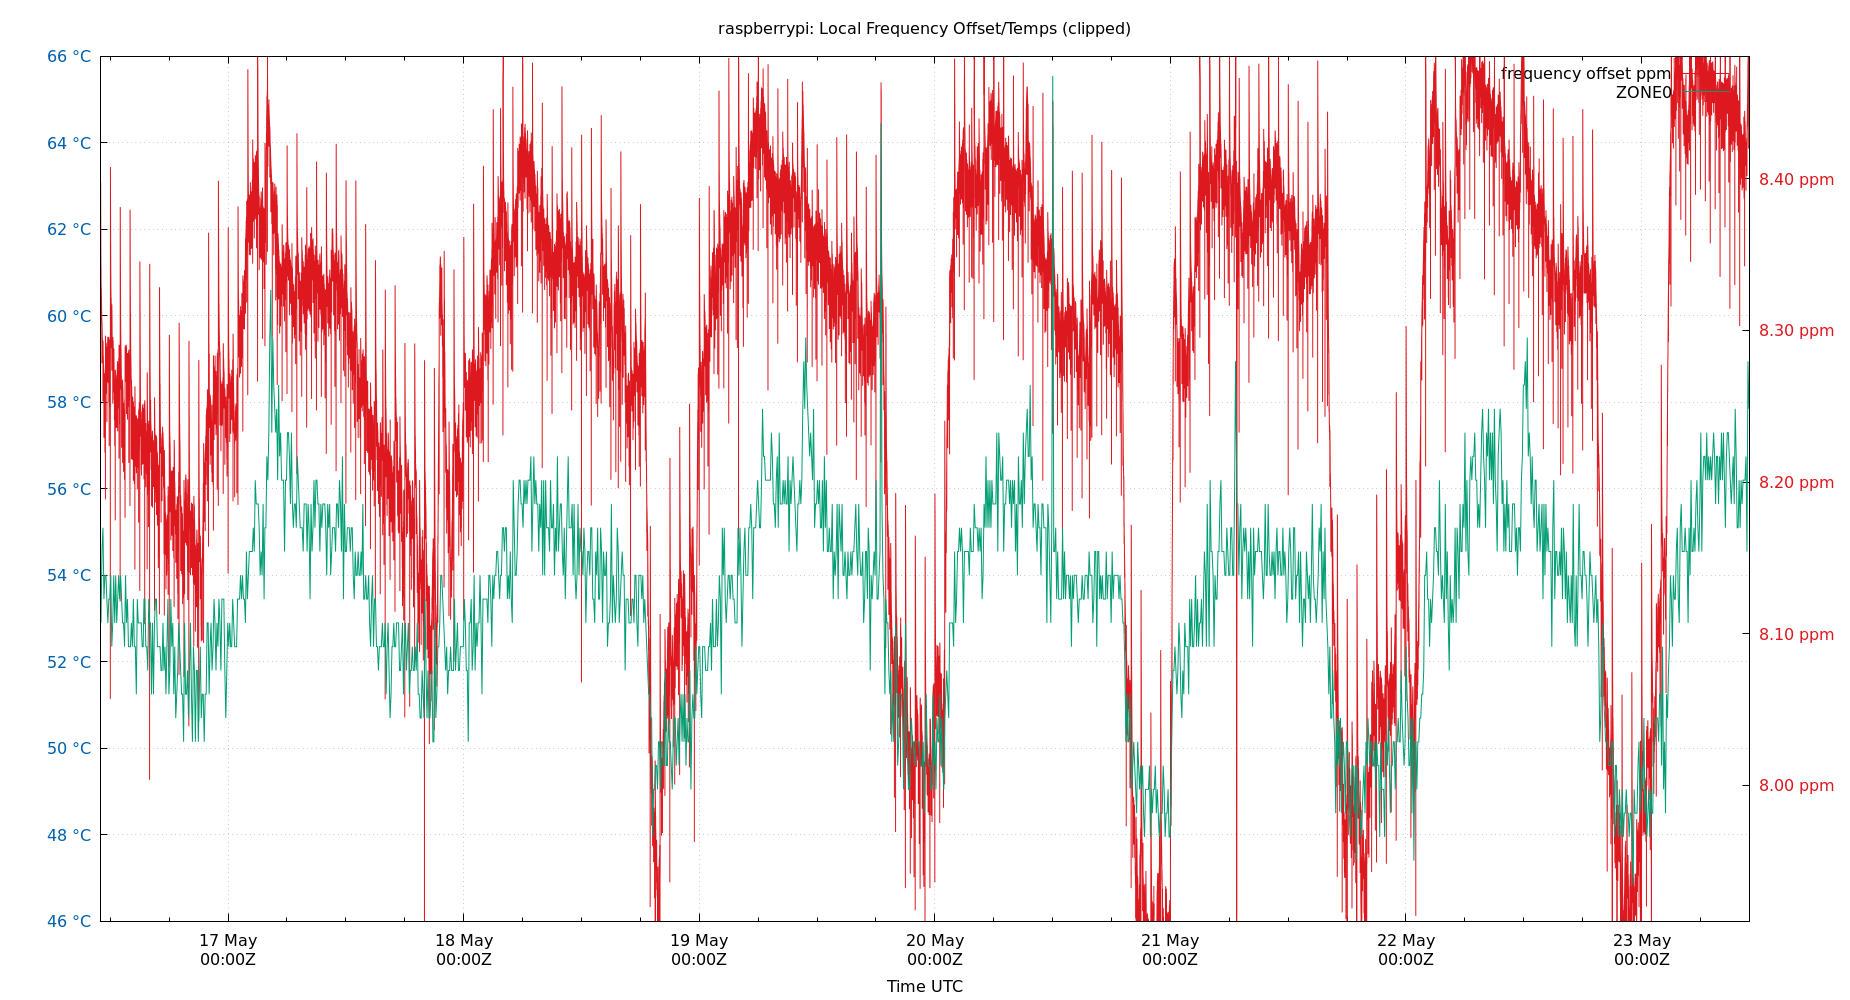 raspberrypi: Local Frequency Offset/Temps (clipped)
66 °C
64 °C
62 °C
60 °C
58 °C
56 °C
54 °C
52 °C
50 °C
48 °C
46 °C
frequency offset ppm
ZONE0
8.40 ppm
8.30 ppm
8.20 ppm
8.10 ppm
8.00 ppm
17 May 18 May 19 May 20 May 21 May 22 May 23 May
00:00Z 00:00Z 00:00Z 00:00Z 00:00Z 00:00Z 00:00Z
Time UTC